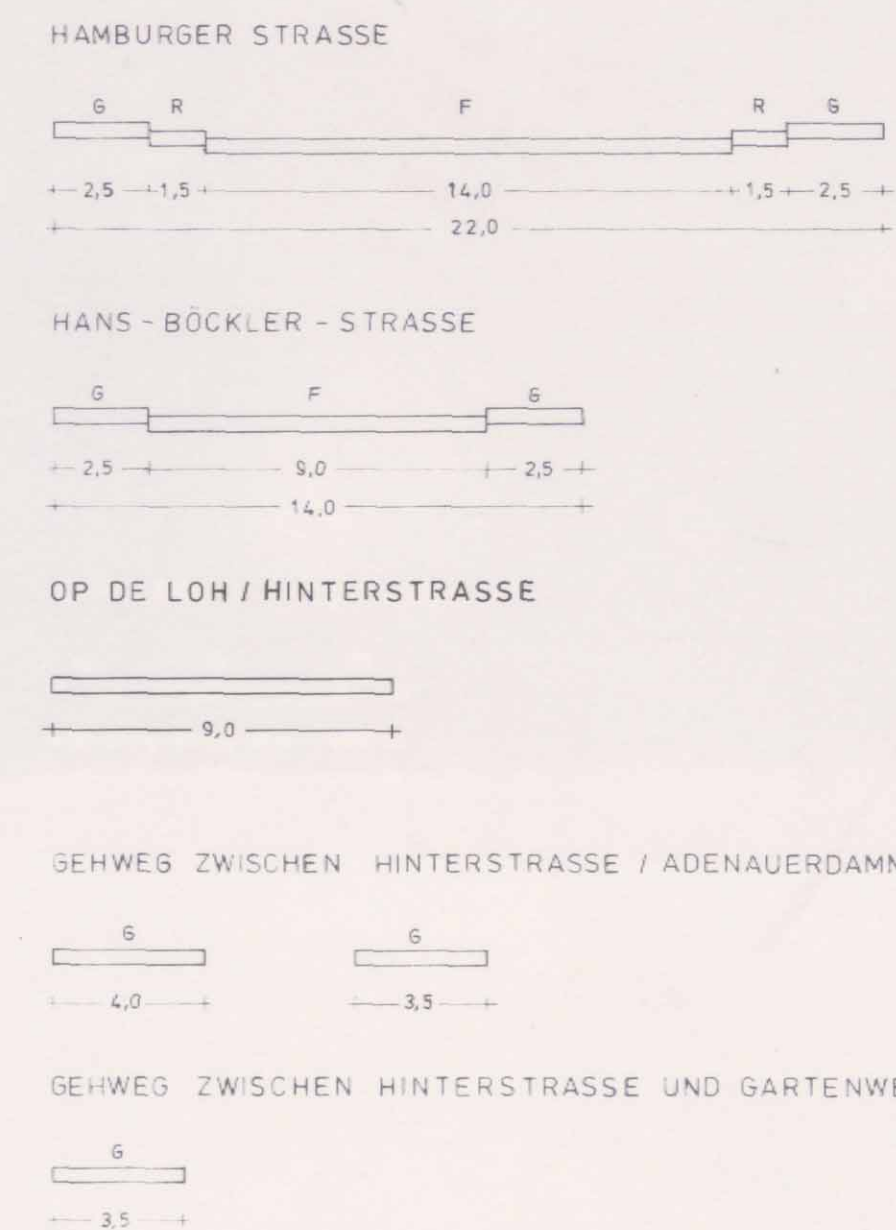 HAMBURGER STRASSE
G R F R G
2,5 1,5 14,0 1,5 2,5
22,0
HANS - BÖCKLER - STRASSE
G F G
2,5 9,0 2,5
14,0
OP DE LOH / HINTERSTRASSE
9,0
GEHWEG ZWISCHEN HINTERSTRASSE / ADENAUERDAMM
G G
4,0 3,5
GEHWEG ZWISCHEN HINTERSTRASSE UND GARTENWE
G
3,5